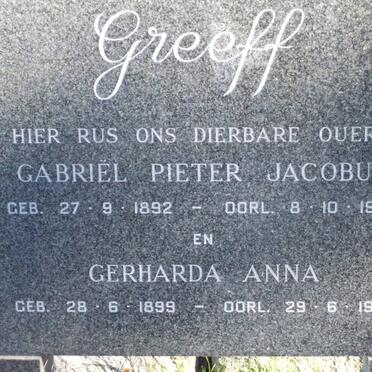 Greeff
HIER RUS ONS DIERBARE OUER
GABRIËL PIETER JACOBU
GEB. 27·9·1892 – OORL. 8·10·19
EN
GERHARDA ANNA
GEB. 28·6·1899 – OORL. 29·6·19